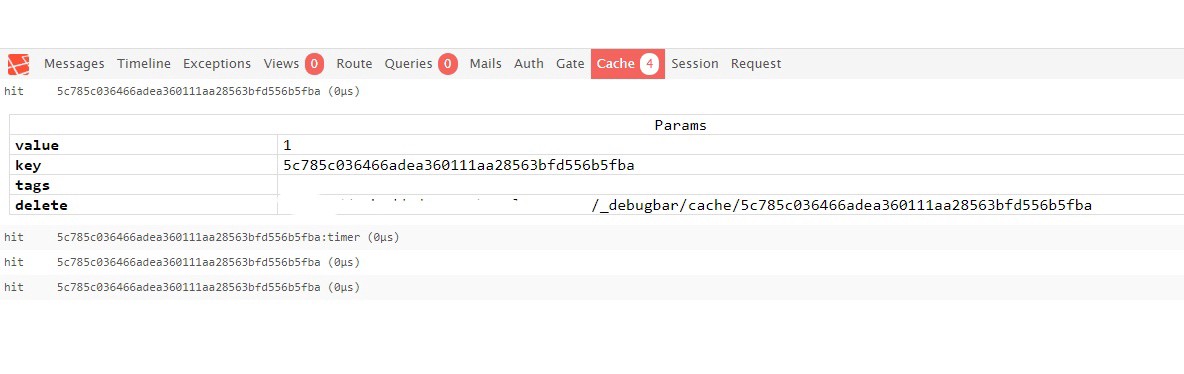 Messages Timeline Exceptions Views 0 Route Queries 0 Mails Auth Gate Cache 4 Session Request
hit 5c785c036466adea360111aa28563bfd556b5fba (0µs)
Params
value 1
key 5c785c036466adea360111aa28563bfd556b5fba
tags
delete /_debugbar/cache/5c785c036466adea360111aa28563bfd556b5fba
hit 5c785c036466adea360111aa28563bfd556b5fba:timer (0µs)
hit 5c785c036466adea360111aa28563bfd556b5fba (0µs)
hit 5c785c036466adea360111aa28563bfd556b5fba (0µs)